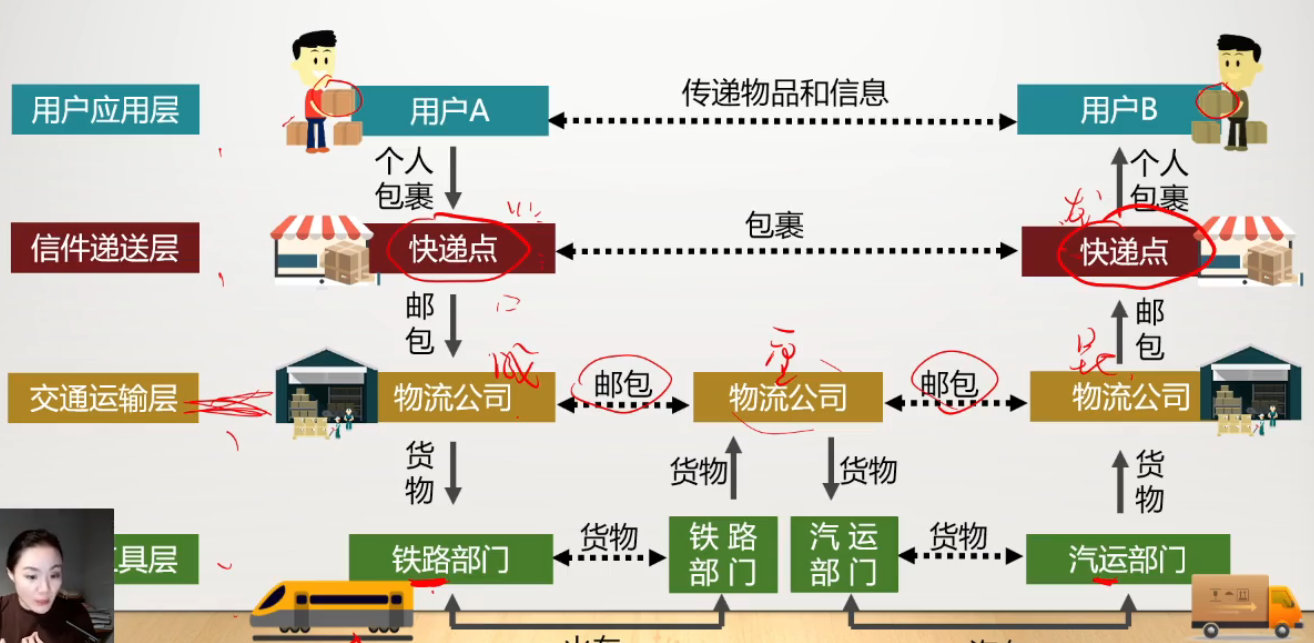 用户应用层
用户A
传递物品和信息
用户B
个人
包裹
个人
包裹
信件递送层
快递点
包裹
快递点
邮
包
邮
包
交通运输层
物流公司
邮包
物流公司
邮包
物流公司
货
物
货物
货物
货
物
具层
铁路部门
货物
铁 路
部 门
汽 运
部 门
货物
汽运部门